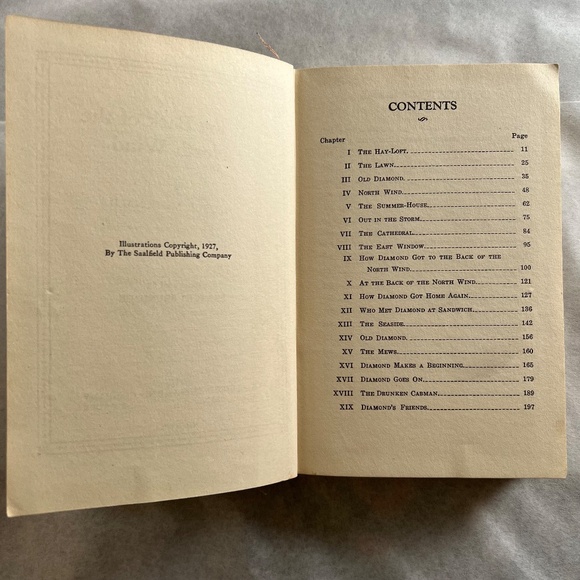 Illustrations Copyright, 1927,
By The Saalfield Publishing Company
CONTENTS
Chapter Page
I The Hay-Loft 11
II The Lawn 25
III Old Diamond 35
IV North Wind 48
V The Summer-House 62
VI Out in the Storm 75
VII The Cathedral 84
VIII The East Window 95
IX How Diamond Got to the Back of the
North Wind 100
X At the Back of the North Wind 121
XI How Diamond Got Home Again 127
XII Who Met Diamond at Sandwich 136
XIII The Seaside 142
XIV Old Diamond 156
XV The Mews 160
XVI Diamond Makes a Beginning 165
XVII Diamond Goes On 179
XVIII The Drunken Cabman 189
XIX Diamond's Friends 197